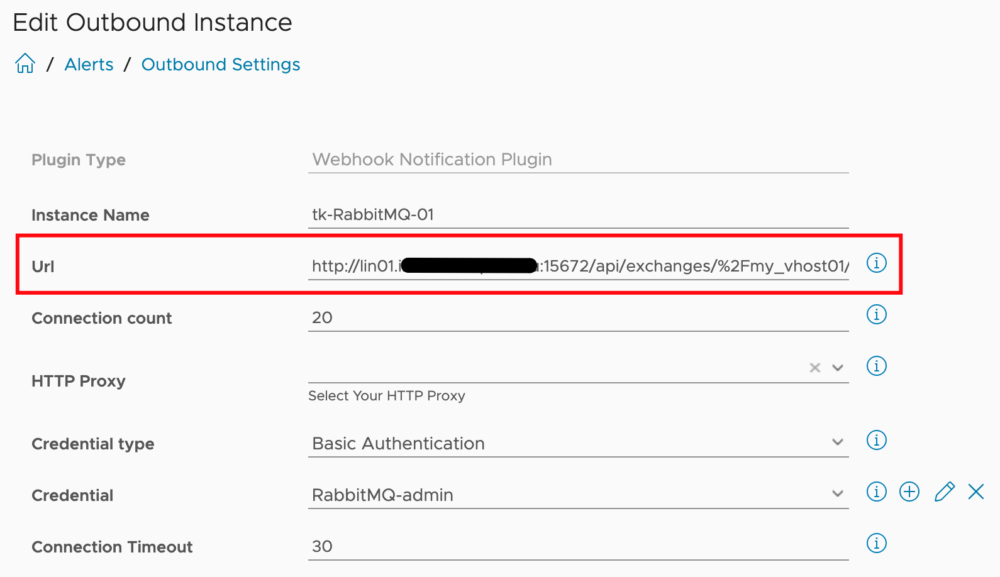 Edit Outbound Instance
/ Alerts / Outbound Settings
Plugin Type Webhook Notification Plugin
Instance Name tk-RabbitMQ-01
Url http://lin01.i :15672/api/exchanges/%2Fmy_vhost01/
Connection count 20
HTTP Proxy
Select Your HTTP Proxy
Credential type Basic Authentication
Credential RabbitMQ-admin
Connection Timeout 30